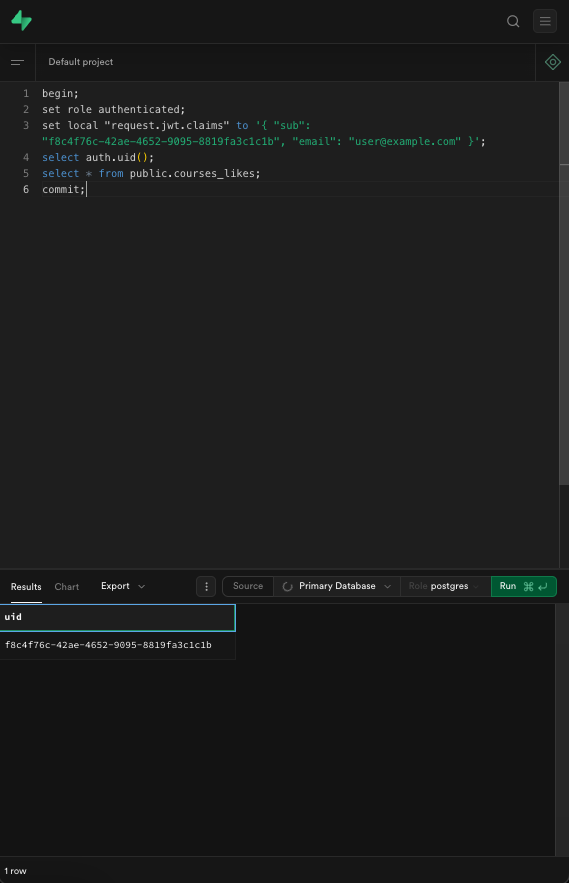 Default project
1 begin;
2 set role authenticated;
3 set local "request.jwt.claims" to '{ "sub":
"f8c4f76c-42ae-4652-9095-8819fa3c1c1b", "email": "user@example.com" }';
4 select auth.uid();
5 select * from public.courses_likes;
6 commit;
Results Chart Export Source Primary Database Role postgres Run ⌘ ↵
uid
f8c4f76c-42ae-4652-9095-8819fa3c1c1b
1 row